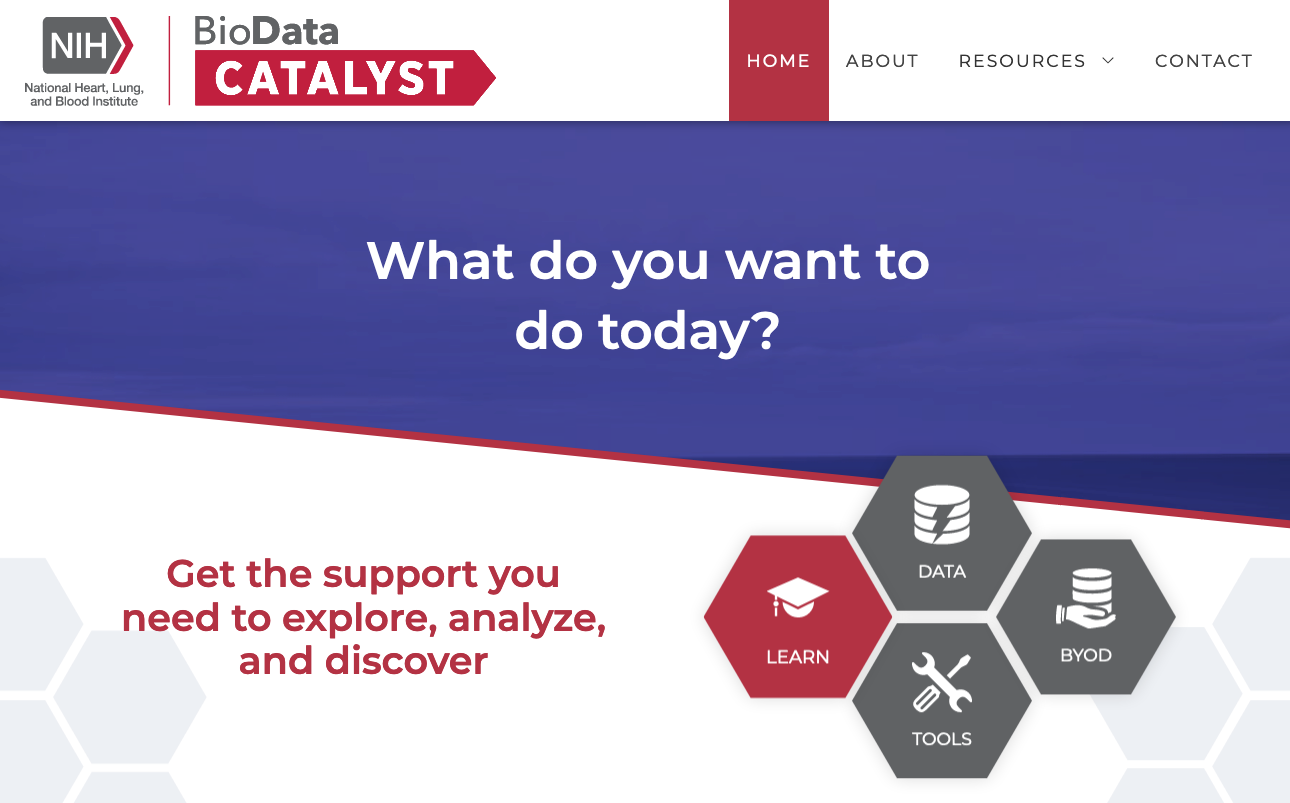 NIH
National Heart, Lung,
and Blood Institute
BioData
CATALYST
HOME ABOUT RESOURCES CONTACT
What do you want to
do today?
Get the support you
need to explore, analyze,
and discover
DATA
LEARN
BYOD
TOOLS